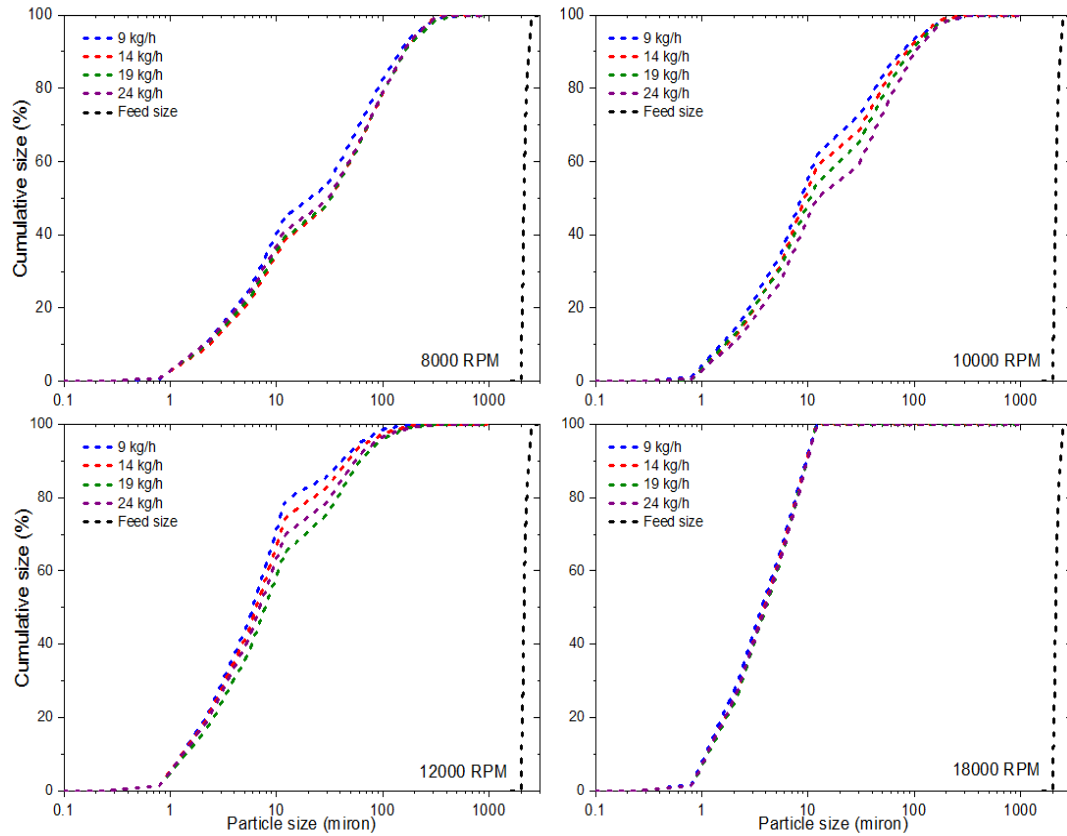 100
80
60
40
20
0
Cumulative size (%)
9 kg/h
14 kg/h
19 kg/h
24 kg/h
Feed size
8000 RPM
0.1 1 10 100 1000
100
80
60
40
20
0
9 kg/h
14 kg/h
19 kg/h
24 kg/h
Feed size
10000 RPM
0.1 1 10 100 1000
100
80
60
40
20
0
Cumulative size (%)
9 kg/h
14 kg/h
19 kg/h
24 kg/h
Feed size
12000 RPM
0.1 1 10 100 1000
Particle size (miron)
100
80
60
40
20
0
9 kg/h
14 kg/h
19 kg/h
24 kg/h
Feed size
18000 RPM
0.1 1 10 100 1000
Particle size (miron)